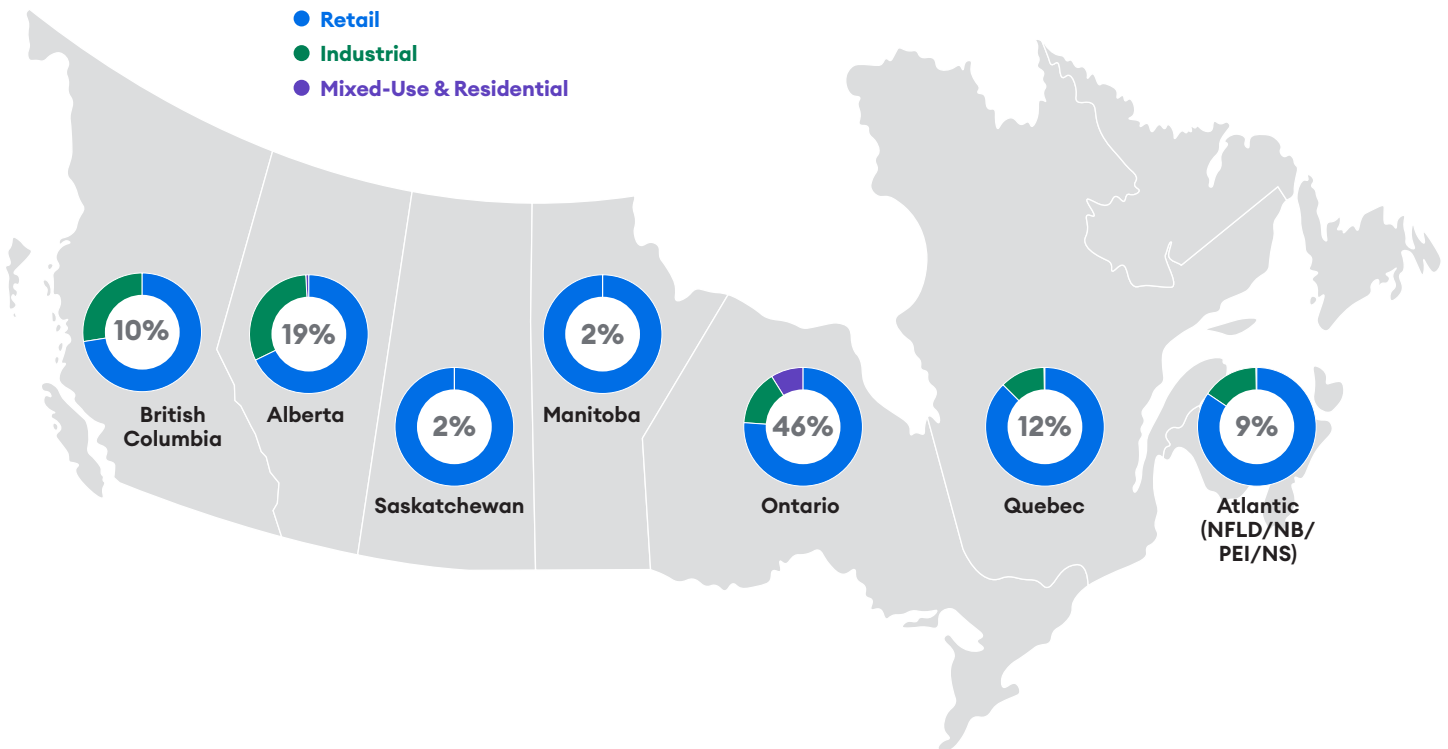 Retail
Industrial
Mixed-Use & Residential
10%
British
Columbia
19%
Alberta
2%
Saskatchewan
2%
Manitoba
46%
Ontario
12%
Quebec
9%
Atlantic
(NFLD/NB/
PEI/NS)